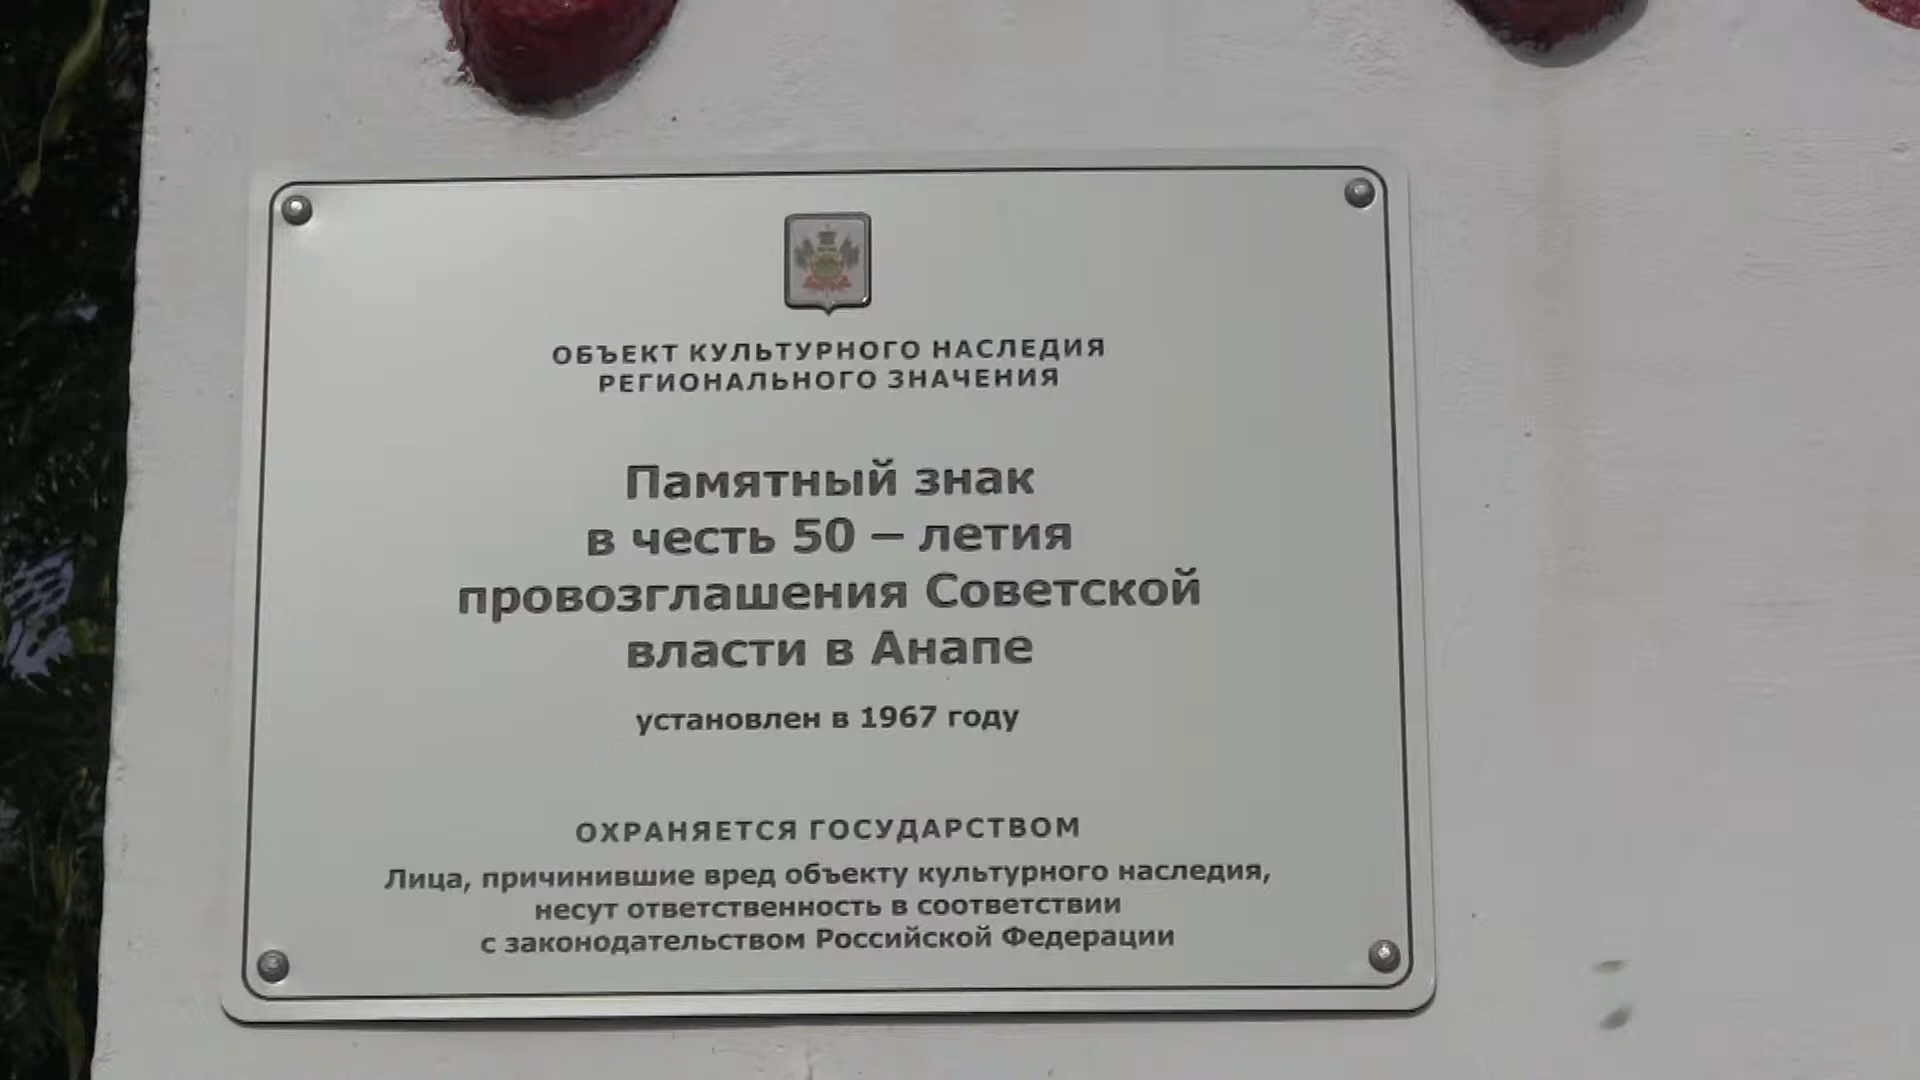 ОБЪЕКТ КУЛЬТУРНОГО НАСЛЕДИЯ
РЕГИОНАЛЬНОГО ЗНАЧЕНИЯ
Памятный знак
в честь 50 – летия
провозглашения Советской
власти в Анапе
установлен в 1967 году
ОХРАНЯЕТСЯ ГОСУДАРСТВОМ
Лица, причинившие вред объекту культурного наследия,
несут ответственность в соответствии
с законодательством Российской Федерации